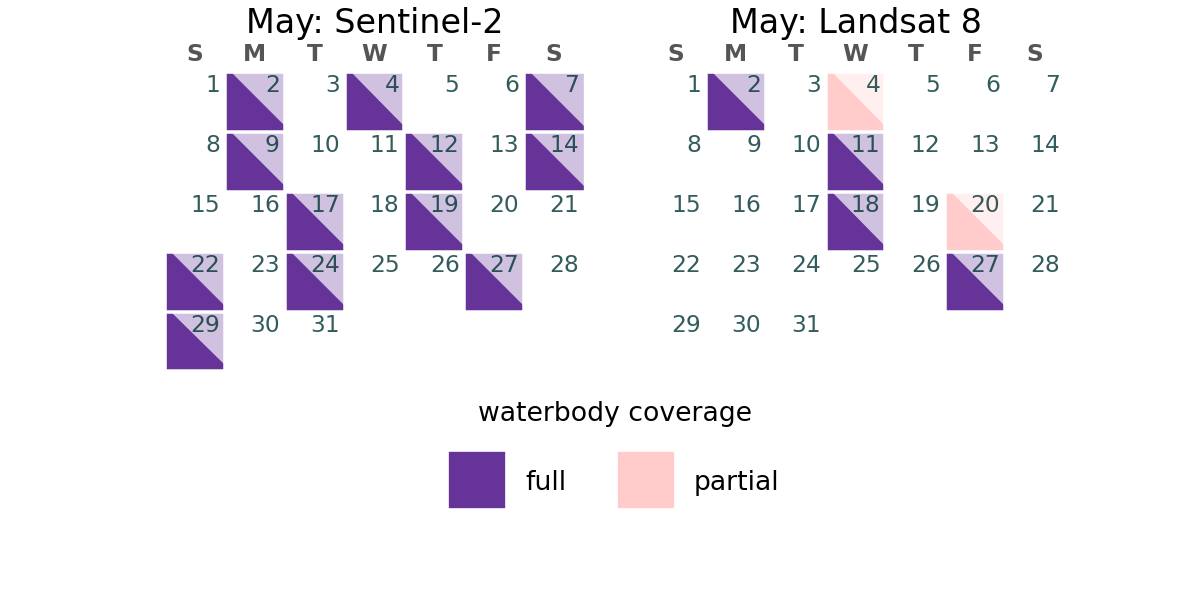 May: Sentinel-2
S M T W T F S
1 2 3 4 5 6 7
8 9 10 11 12 13 14
15 16 17 18 19 20 21
22 23 24 25 26 27 28
29 30 31
May: Landsat 8
S M T W T F S
1 2 3 4 5 6 7
8 9 10 11 12 13 14
15 16 17 18 19 20 21
22 23 24 25 26 27 28
29 30 31
waterbody coverage
full
partial